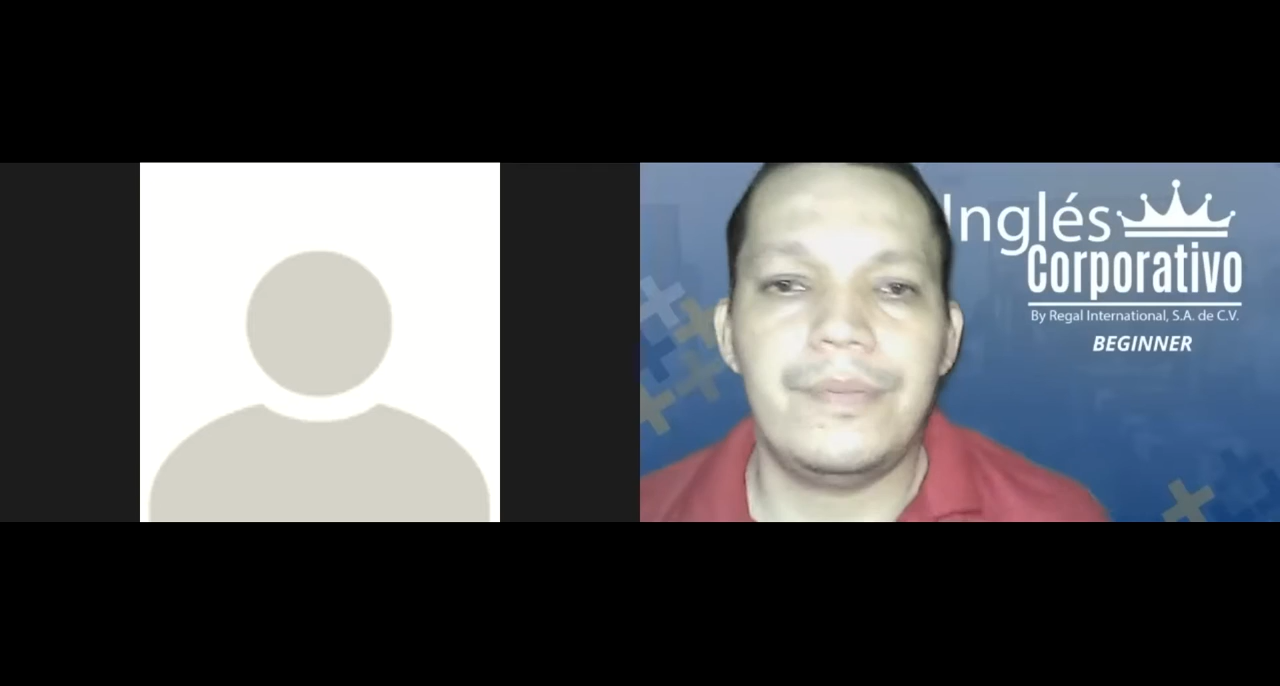 Inglés
Corporativo
By Regal International, S.A. de C.V.
BEGINNER